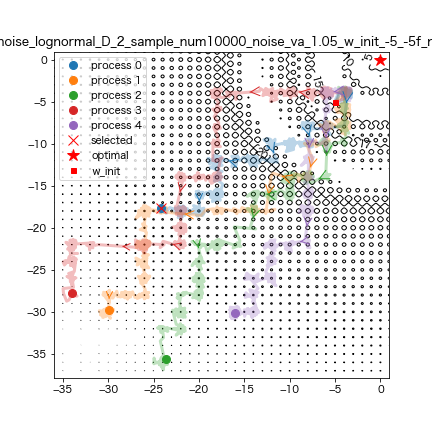 noise_lognormal_D_2_sample_num10000_noise_va_1.05_w_init_-5_-5f_r
process 0
process 1
process 2
process 3
process 4
selected
optimal
w_init
0
−5
−10
−15
−20
−25
−30
−35
−35 −30 −25 −20 −15 −10 −5 0